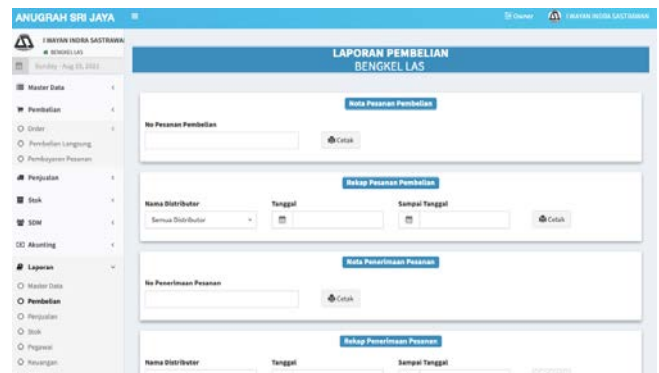 ANUGRAH SRI JAYA
Owner
I WAYAN INDRA SASTRAWAN
I WAYAN INDRA SASTRAWAN
BENGKEL LAS
Master Data
Pembelian
Order
Pembelian Langsung
Pembayaran Pesanan
Penjualan
Stok
SDM
Akunting
Laporan
Master Data
Pembelian
Penjualan
Stok
Pegawai
Keuangan
LAPORAN PEMBELIAN
BENGKEL LAS
Nota Pesanan Pembelian
No Pesanan Pembelian
Cetak
Rekap Pesanan Pembelian
Nama Distributor Tanggal Sampai Tanggal
Semua Distributor Cetak
Nota Penerimaan Pesanan
No Penerimaan Pesanan
Cetak
Rekap Penerimaan Pesanan
Nama Distributor Tanggal Sampai Tanggal